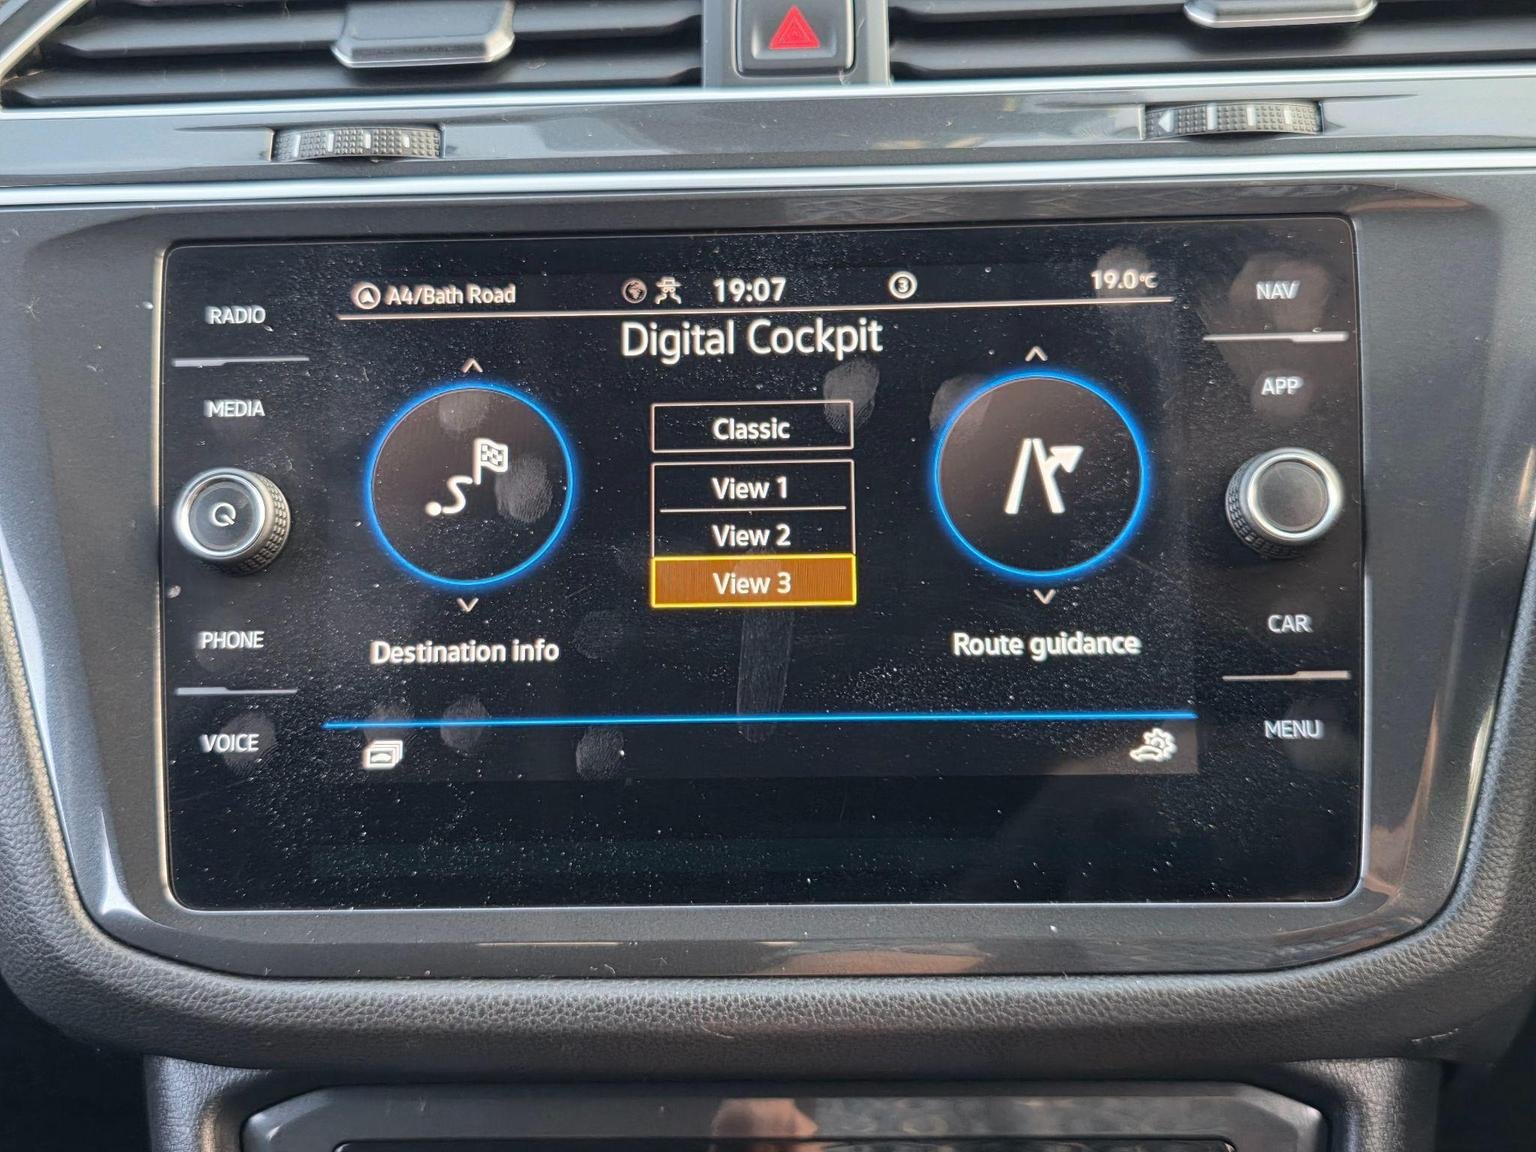 A4/Bath Road
19:07
3
19.0°C
RADIO
MEDIA
PHONE
VOICE
Digital Cockpit
Classic
View 1
View 2
View 3
Destination info
Route guidance
NAV
APP
CAR
MENU